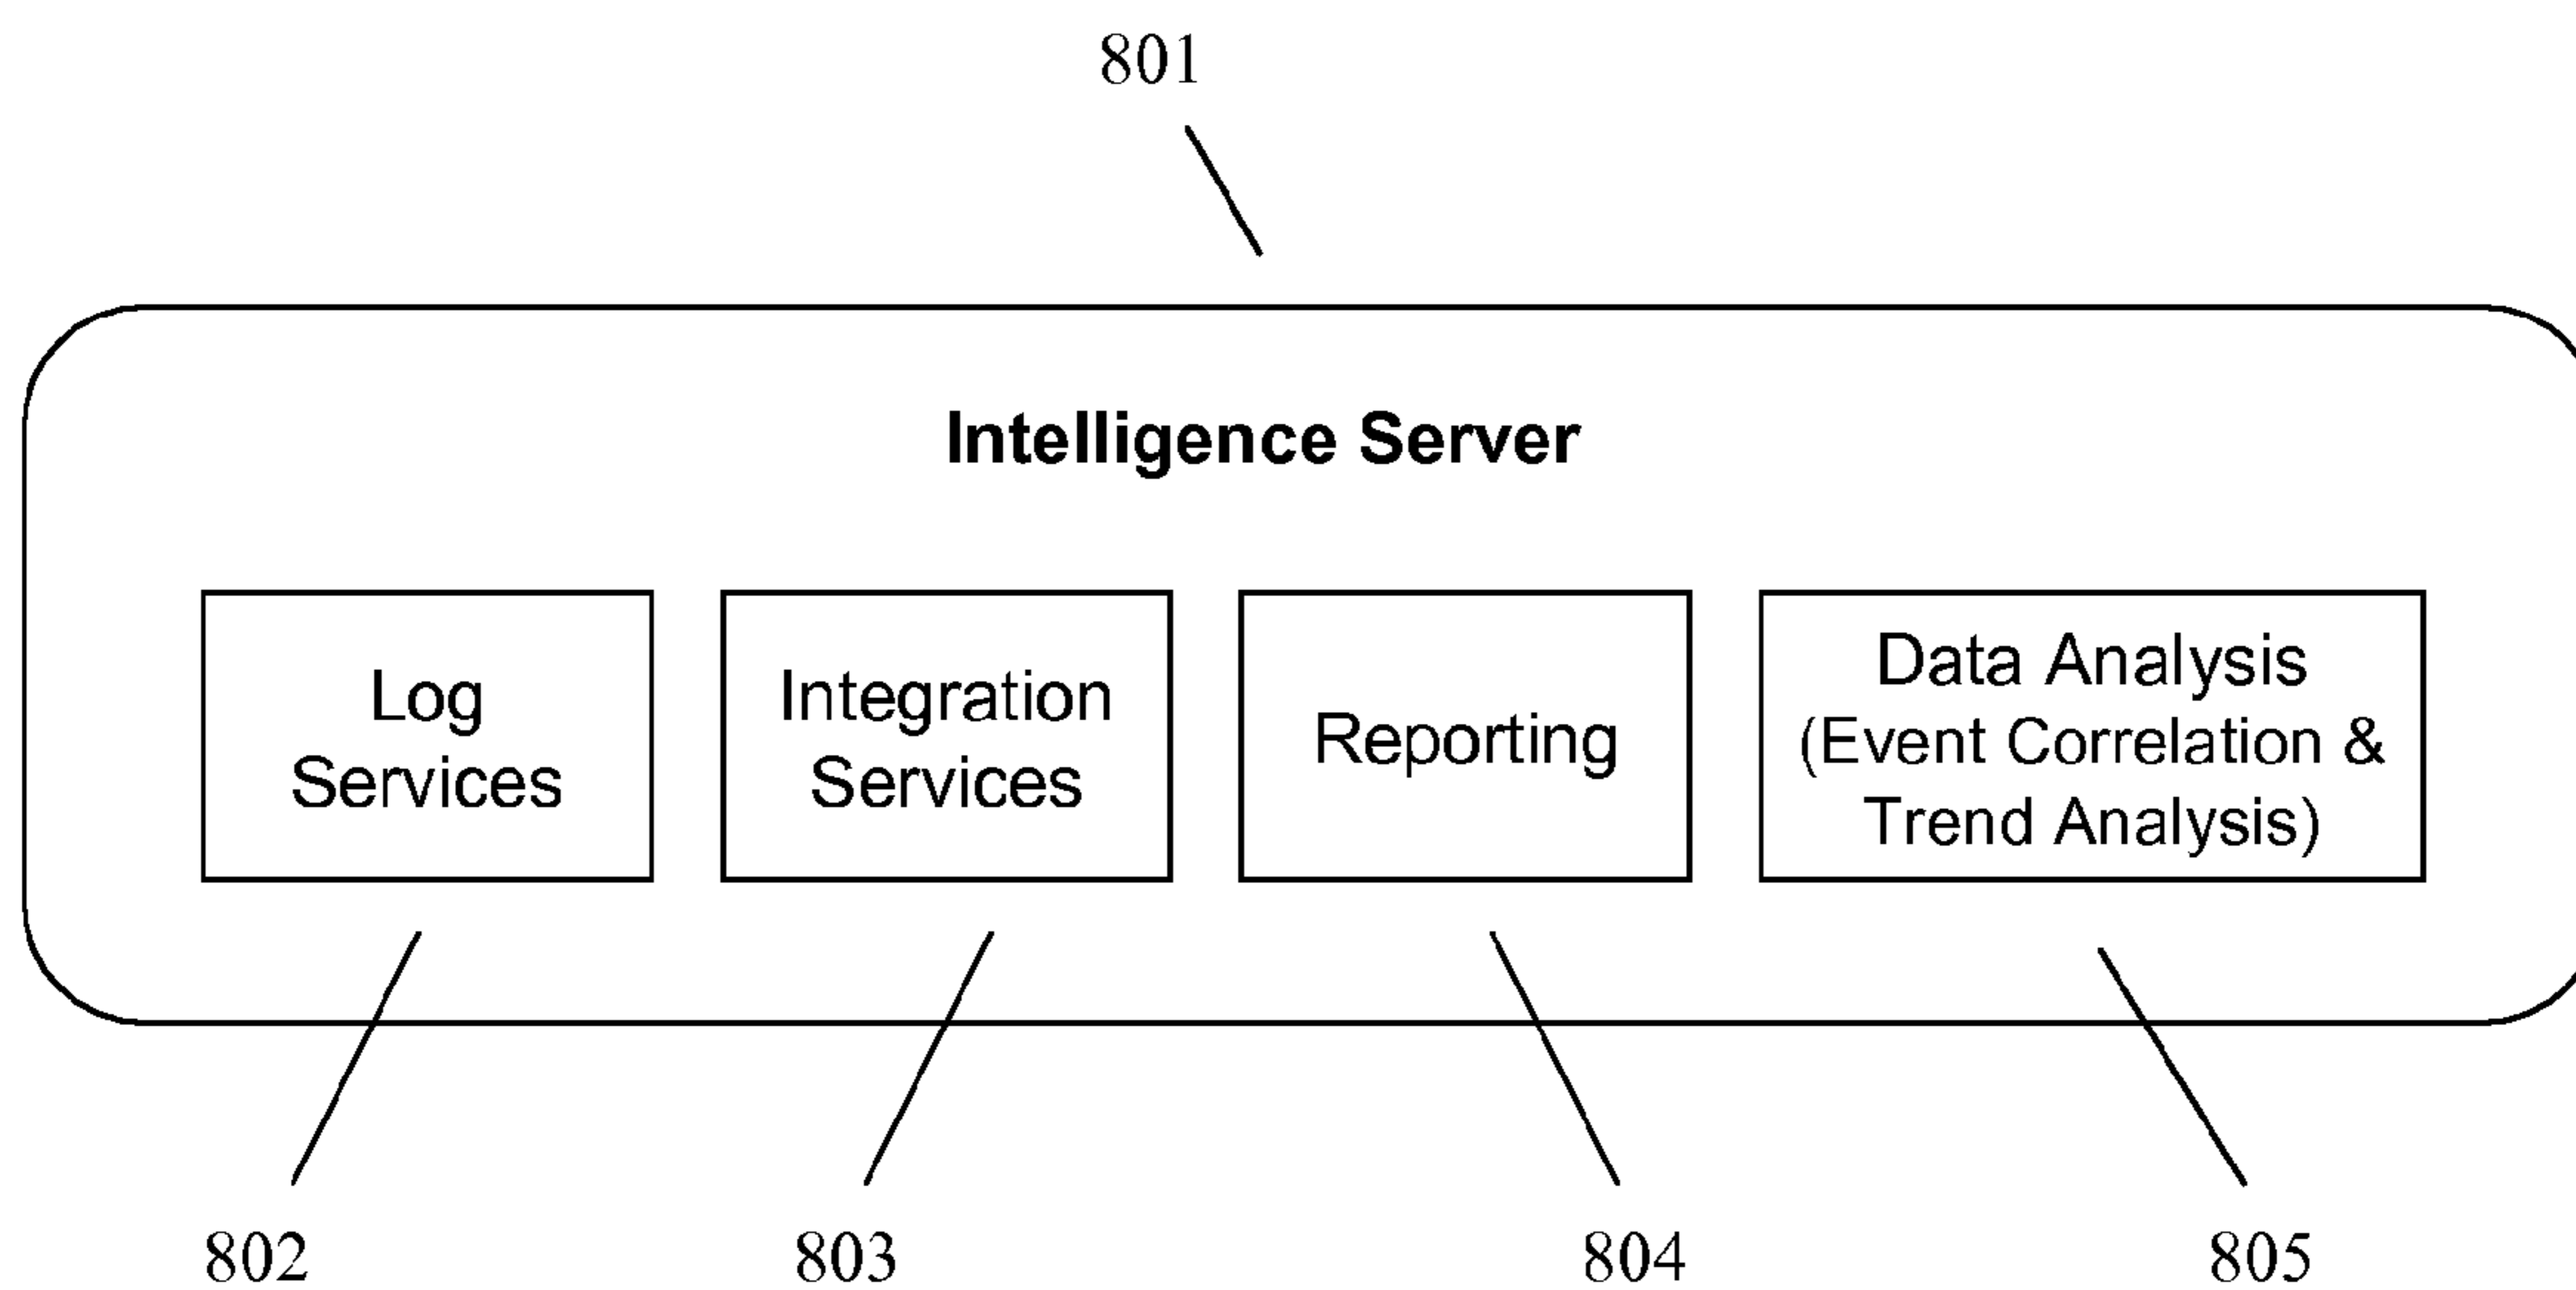 801
Intelligence Server
Log
Services
Integration
Services
Reporting
Data Analysis
(Event Correlation &
Trend Analysis)
802
803
804
805